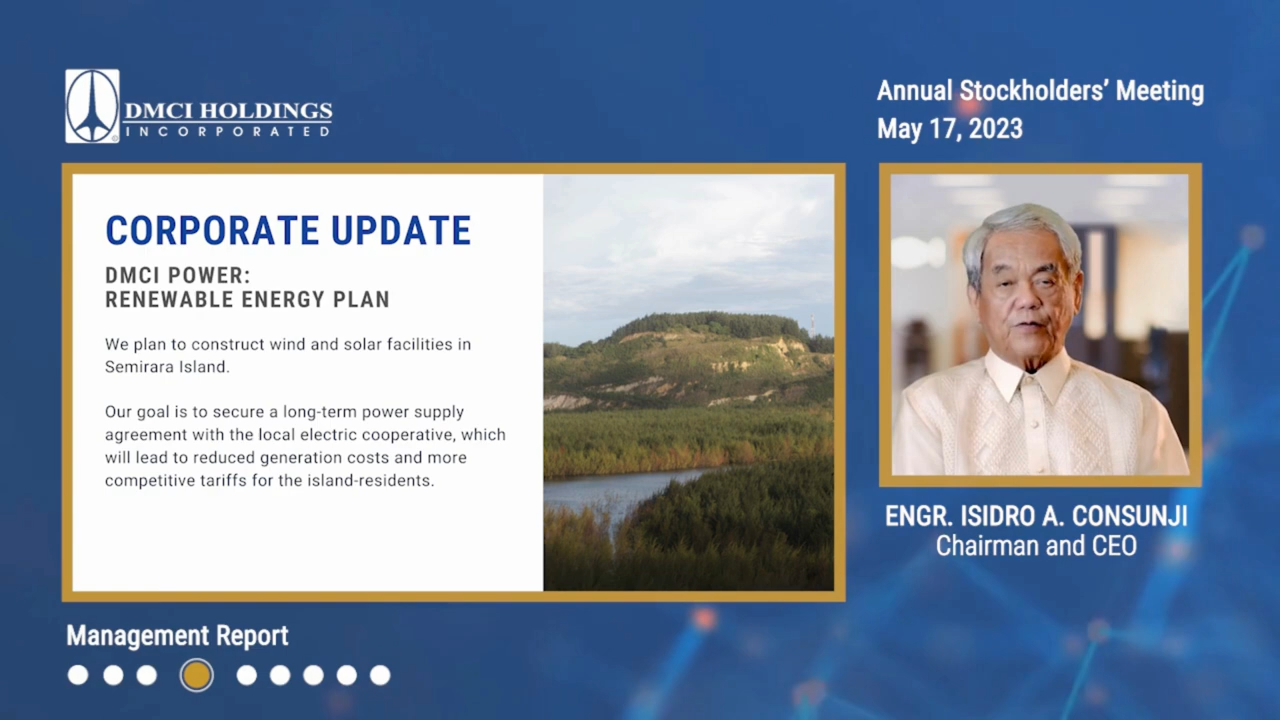 DMCI HOLDINGS
INCORPORATED
Annual Stockholders’ Meeting
May 17, 2023
CORPORATE UPDATE
DMCI POWER:
RENEWABLE ENERGY PLAN
We plan to construct wind and solar facilities in
Semirara Island.
Our goal is to secure a long-term power supply
agreement with the local electric cooperative, which
will lead to reduced generation costs and more
competitive tariffs for the island-residents.
ENGR. ISIDRO A. CONSUNJI
Chairman and CEO
Management Report